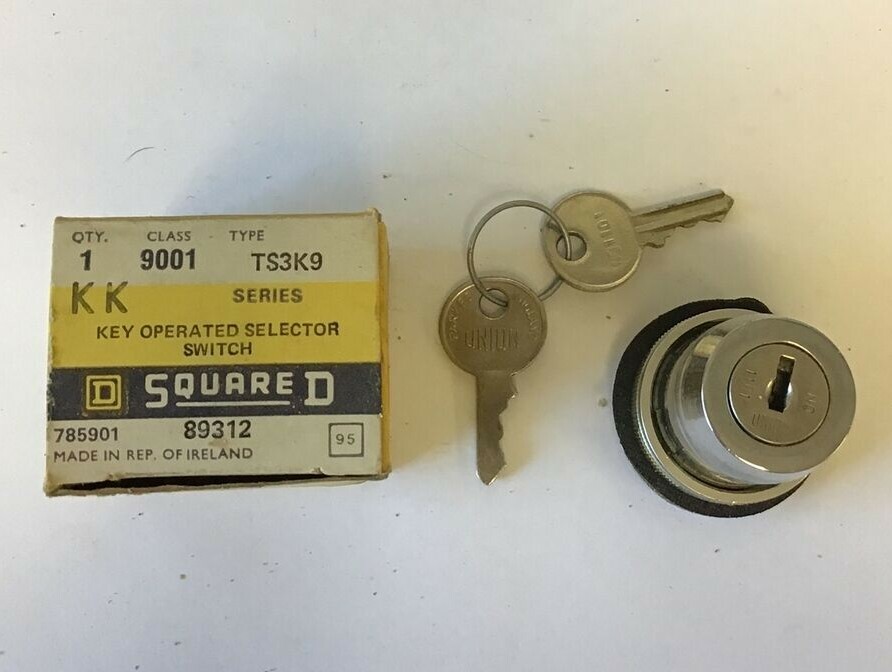 QTY. CLASS TYPE
1 9001 TS3K9
KK SERIES
KEY OPERATED SELECTOR
SWITCH
D SQUARE D
785901 89312 95
MADE IN REP. OF IRELAND
UNION